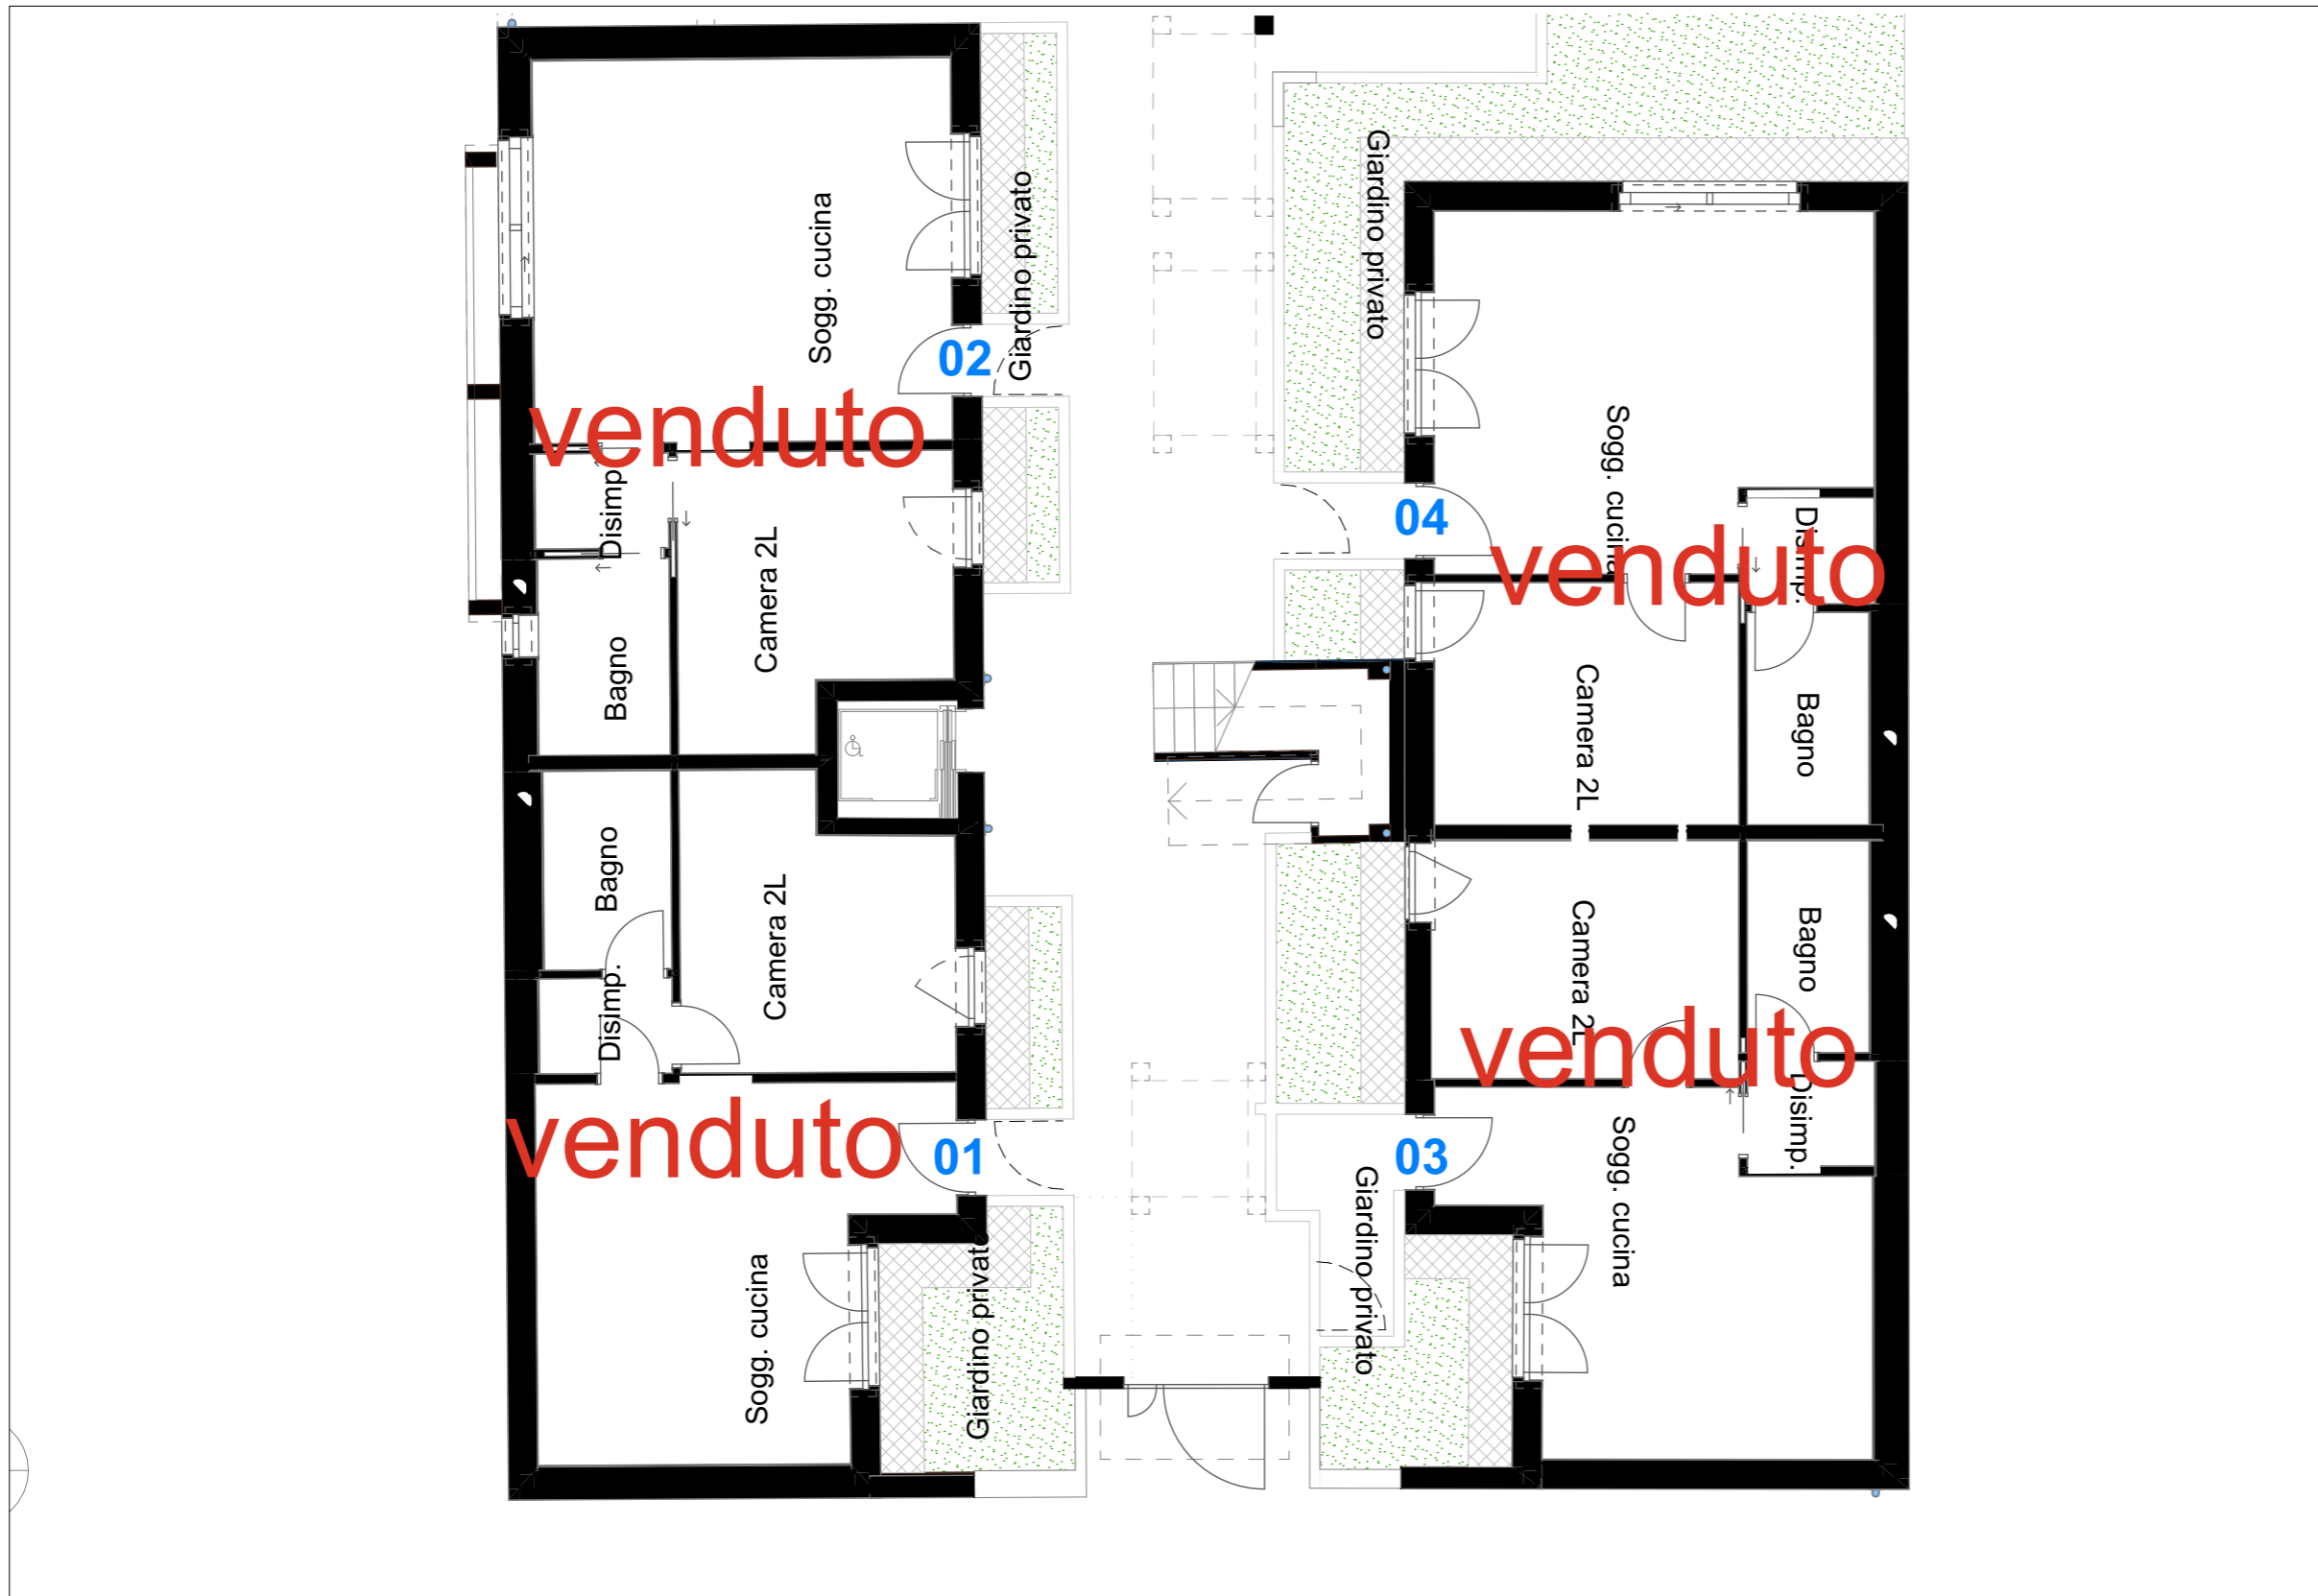 Sogg. cucina
Giardino privato
02
venduto
Disimp.
Camera 2L
Bagno
Bagno
Camera 2L
Disimp.
venduto
01
Sogg. cucina
Giardino privato
Giardino privato
Sogg. cucina
04
venduto
Disimp.
Camera 2L
Bagno
Camera 2L
Bagno
venduto
Disimp.
03
Sogg. cucina
Giardino privato